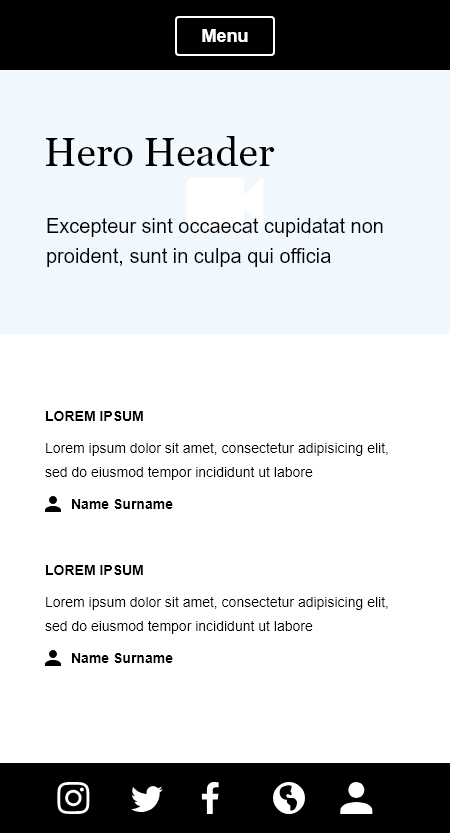 Menu
Hero Header
Excepteur sint occaecat cupidatat non
proident, sunt in culpa qui officia
LOREM IPSUM
Lorem ipsum dolor sit amet, consectetur adipisicing elit,
sed do eiusmod tempor incididunt ut labore
Name Surname
LOREM IPSUM
Lorem ipsum dolor sit amet, consectetur adipisicing elit,
sed do eiusmod tempor incididunt ut labore
Name Surname